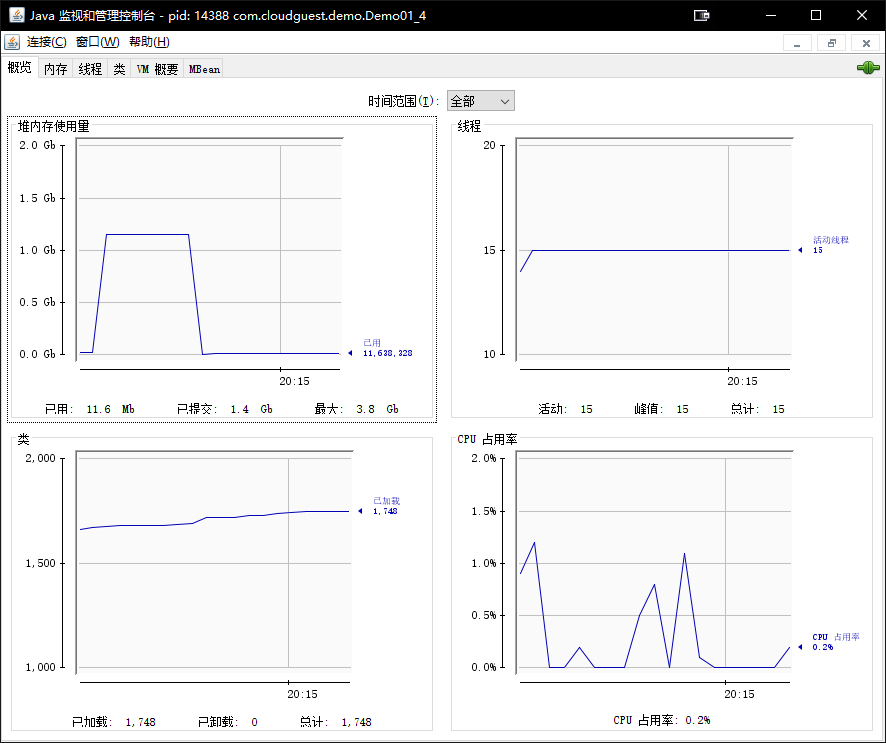 Java 监视和管理控制台 - pid: 14388 com.cloudguest.demo.Demo01_4
连接(C) 窗口(W) 帮助(H)
概览 内存 线程 类 VM 概要 MBean
时间范围(T): 全部
堆内存使用量
2.0 Gb
1.5 Gb
1.0 Gb
0.5 Gb
0.0 Gb
已用
11,638,328
20:15
已用: 11.6 Mb 已提交: 1.4 Gb 最大: 3.8 Gb
线程
20
15
10
活动线程
15
20:15
活动: 15 峰值: 15 总计: 15
类
2,000
1,500
1,000
已加载
1,748
20:15
已加载: 1,748 已卸载: 0 总计: 1,748
CPU 占用率
2.0%
1.5%
1.0%
0.5%
0.0%
CPU 占用率
0.2%
20:15
CPU 占用率: 0.2%